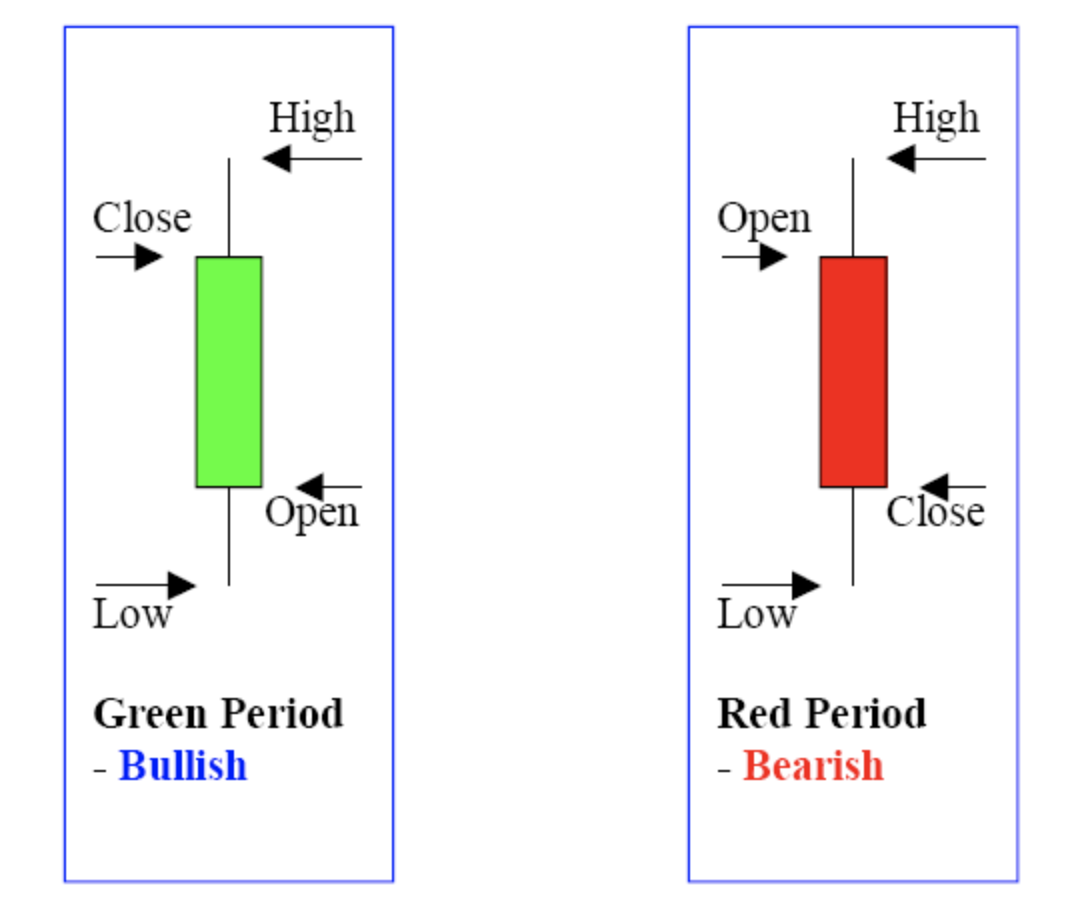 High
Close
Open
Low
Green Period
- Bullish
High
Open
Close
Low
Red Period
- Bearish